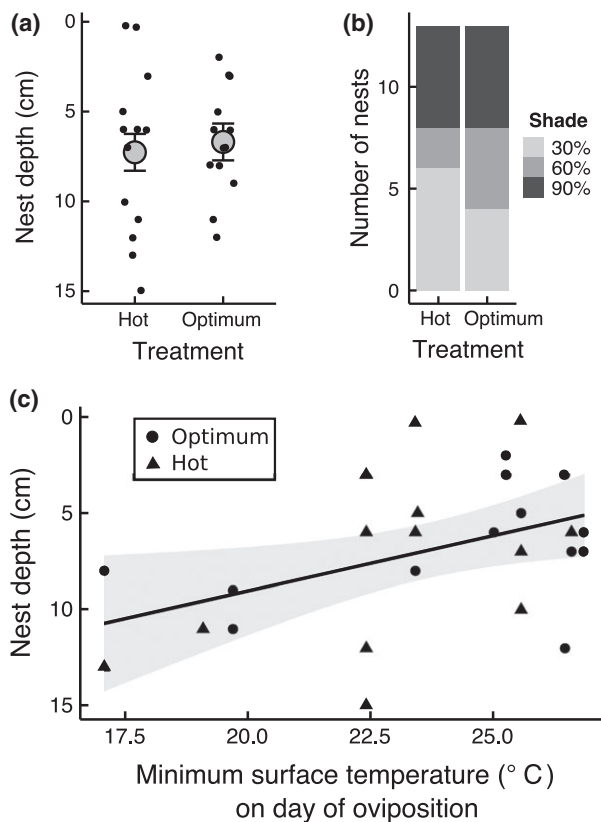 (a)
Nest depth (cm)
0
5
10
15
Hot
Optimum
Treatment
(b)
Number of nests
10
5
0
Hot
Optimum
Treatment
Shade
30%
60%
90%
(c)
Nest depth (cm)
0
5
10
15
Optimum
Hot
17.5
20.0
22.5
25.0
Minimum surface temperature (° C)
on day of oviposition